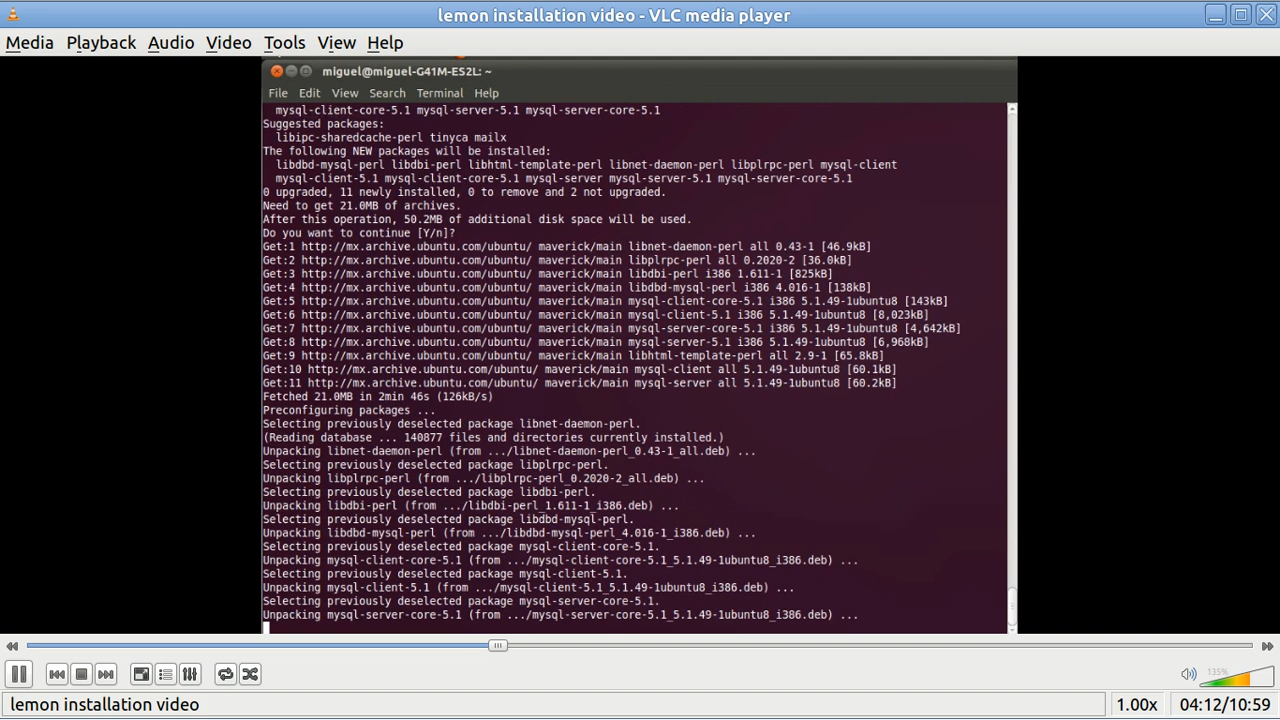 lemon installation video - VLC media player
Media Playback Audio Video Tools View Help
miguel@miguel-G41M-ES2L: ~
File Edit View Search Terminal Help
mysql-client-core-5.1 mysql-server-5.1 mysql-server-core-5.1
Suggested packages:
libipc-sharedcache-perl tinyca mailx
The following NEW packages will be installed:
libdbd-mysql-perl libdbi-perl libhtml-template-perl libnet-daemon-perl libplrpc-perl mysql-client
mysql-client-5.1 mysql-client-core-5.1 mysql-server mysql-server-5.1 mysql-server-core-5.1
0 upgraded, 11 newly installed, 0 to remove and 2 not upgraded.
Need to get 21.0MB of archives.
After this operation, 50.2MB of additional disk space will be used.
Do you want to continue [Y/n]?
Get:1 http://mx.archive.ubuntu.com/ubuntu/ maverick/main libnet-daemon-perl all 0.43-1 [46.9kB]
Get:2 http://mx.archive.ubuntu.com/ubuntu/ maverick/main libplrpc-perl all 0.2020-2 [36.0kB]
Get:3 http://mx.archive.ubuntu.com/ubuntu/ maverick/main libdbi-perl i386 1.611-1 [825kB]
Get:4 http://mx.archive.ubuntu.com/ubuntu/ maverick/main libdbd-mysql-perl i386 4.016-1 [138kB]
Get:5 http://mx.archive.ubuntu.com/ubuntu/ maverick/main mysql-client-core-5.1 i386 5.1.49-1ubuntu8 [143kB]
Get:6 http://mx.archive.ubuntu.com/ubuntu/ maverick/main mysql-client-5.1 i386 5.1.49-1ubuntu8 [8,023kB]
Get:7 http://mx.archive.ubuntu.com/ubuntu/ maverick/main mysql-server-core-5.1 i386 5.1.49-1ubuntu8 [4,642kB]
Get:8 http://mx.archive.ubuntu.com/ubuntu/ maverick/main mysql-server-5.1 i386 5.1.49-1ubuntu8 [6,968kB]
Get:9 http://mx.archive.ubuntu.com/ubuntu/ maverick/main libhtml-template-perl all 2.9-1 [65.8kB]
Get:10 http://mx.archive.ubuntu.com/ubuntu/ maverick/main mysql-client all 5.1.49-1ubuntu8 [60.1kB]
Get:11 http://mx.archive.ubuntu.com/ubuntu/ maverick/main mysql-server all 5.1.49-1ubuntu8 [60.2kB]
Fetched 21.0MB in 2min 46s (126kB/s)
Preconfiguring packages ...
Selecting previously deselected package libnet-daemon-perl.
(Reading database ... 140877 files and directories currently installed.)
Unpacking libnet-daemon-perl (from .../libnet-daemon-perl_0.43-1_all.deb) ...
Selecting previously deselected package libplrpc-perl.
Unpacking libplrpc-perl (from .../libplrpc-perl_0.2020-2_all.deb) ...
Selecting previously deselected package libdbi-perl.
Unpacking libdbi-perl (from .../libdbi-perl_1.611-1_i386.deb) ...
Selecting previously deselected package libdbd-mysql-perl.
Unpacking libdbd-mysql-perl (from .../libdbd-mysql-perl_4.016-1_i386.deb) ...
Selecting previously deselected package mysql-client-core-5.1.
Unpacking mysql-client-core-5.1 (from .../mysql-client-core-5.1_5.1.49-1ubuntu8_i386.deb) ...
Selecting previously deselected package mysql-client-5.1.
Unpacking mysql-client-5.1 (from .../mysql-client-5.1_5.1.49-1ubuntu8_i386.deb) ...
Selecting previously deselected package mysql-server-core-5.1.
Unpacking mysql-server-core-5.1 (from .../mysql-server-core-5.1_5.1.49-1ubuntu8_i386.deb) ...
135%
lemon installation video 1.00x 04:12/10:59